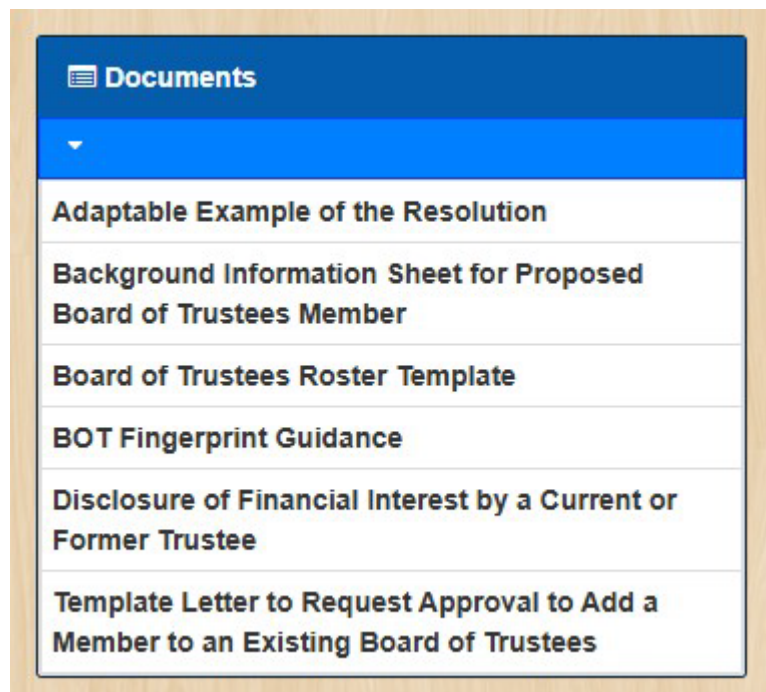 Documents
Adaptable Example of the Resolution
Background Information Sheet for Proposed
Board of Trustees Member
Board of Trustees Roster Template
BOT Fingerprint Guidance
Disclosure of Financial Interest by a Current or
Former Trustee
Template Letter to Request Approval to Add a
Member to an Existing Board of Trustees